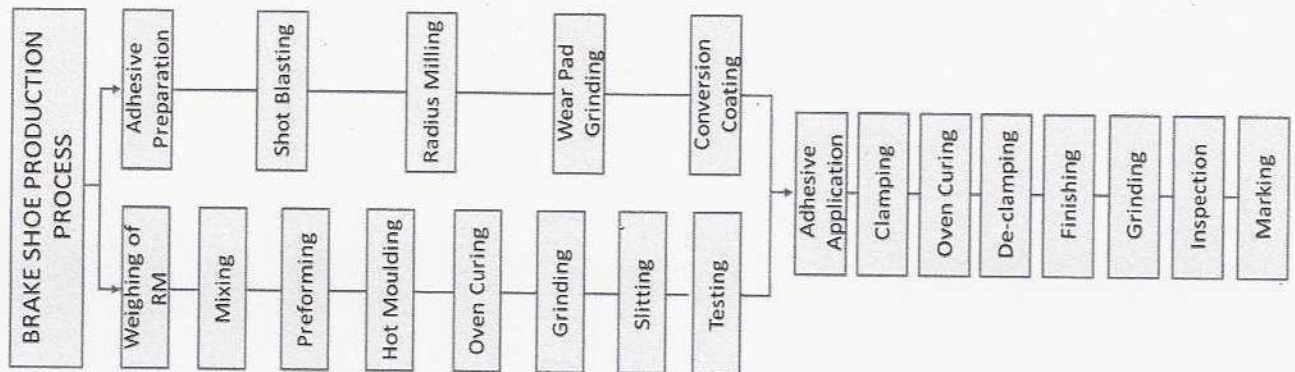 BRAKE SHOE PRODUCTION
PROCESS
Weighing of
RM
Mixing
Preforming
Hot Moulding
Oven Curing
Grinding
Slitting
Testing
Adhesive
Preparation
Shot Blasting
Radius Milling
Wear Pad
Grinding
Conversion
Coating
Adhesive
Application
Clamping
Oven Curing
De-clamping
Finishing
Grinding
Inspection
Marking